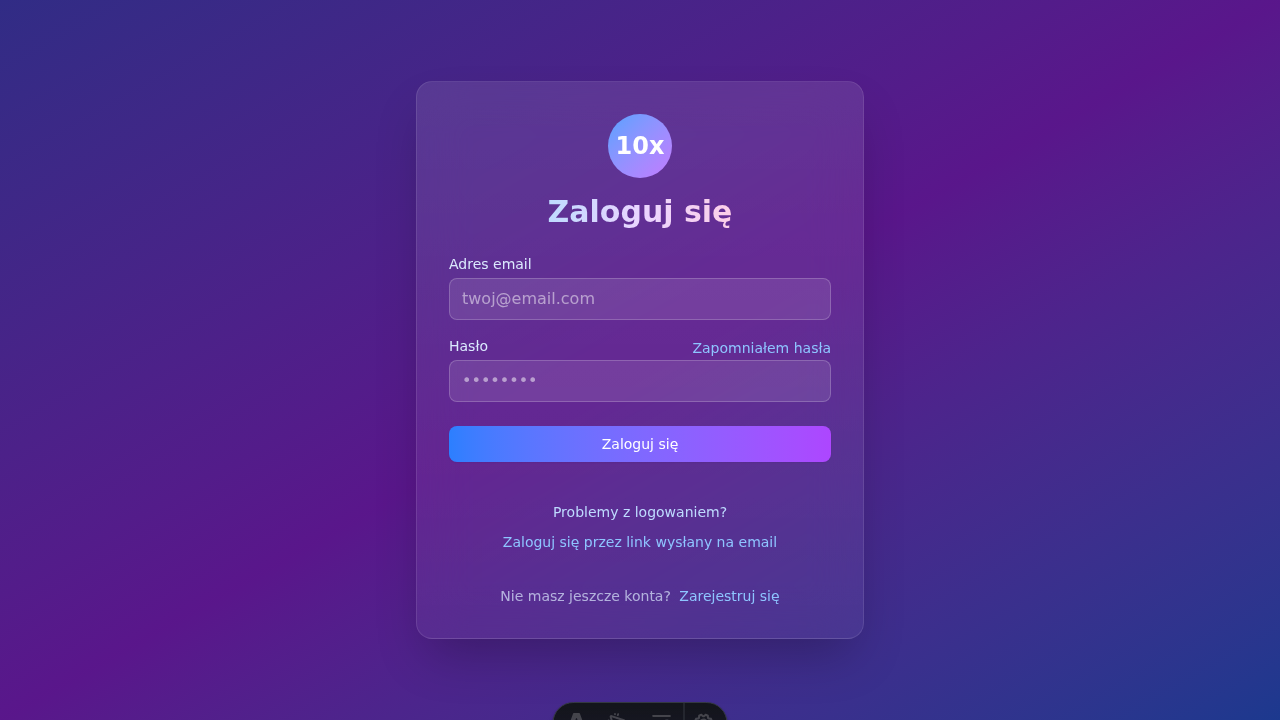 10x
Zaloguj się
Adres email
twoj@email.com
Hasło
Zapomniałem hasła
••••••••
Zaloguj się
Problemy z logowaniem?
Zaloguj się przez link wysłany na email
Nie masz jeszcze konta? Zarejestruj się